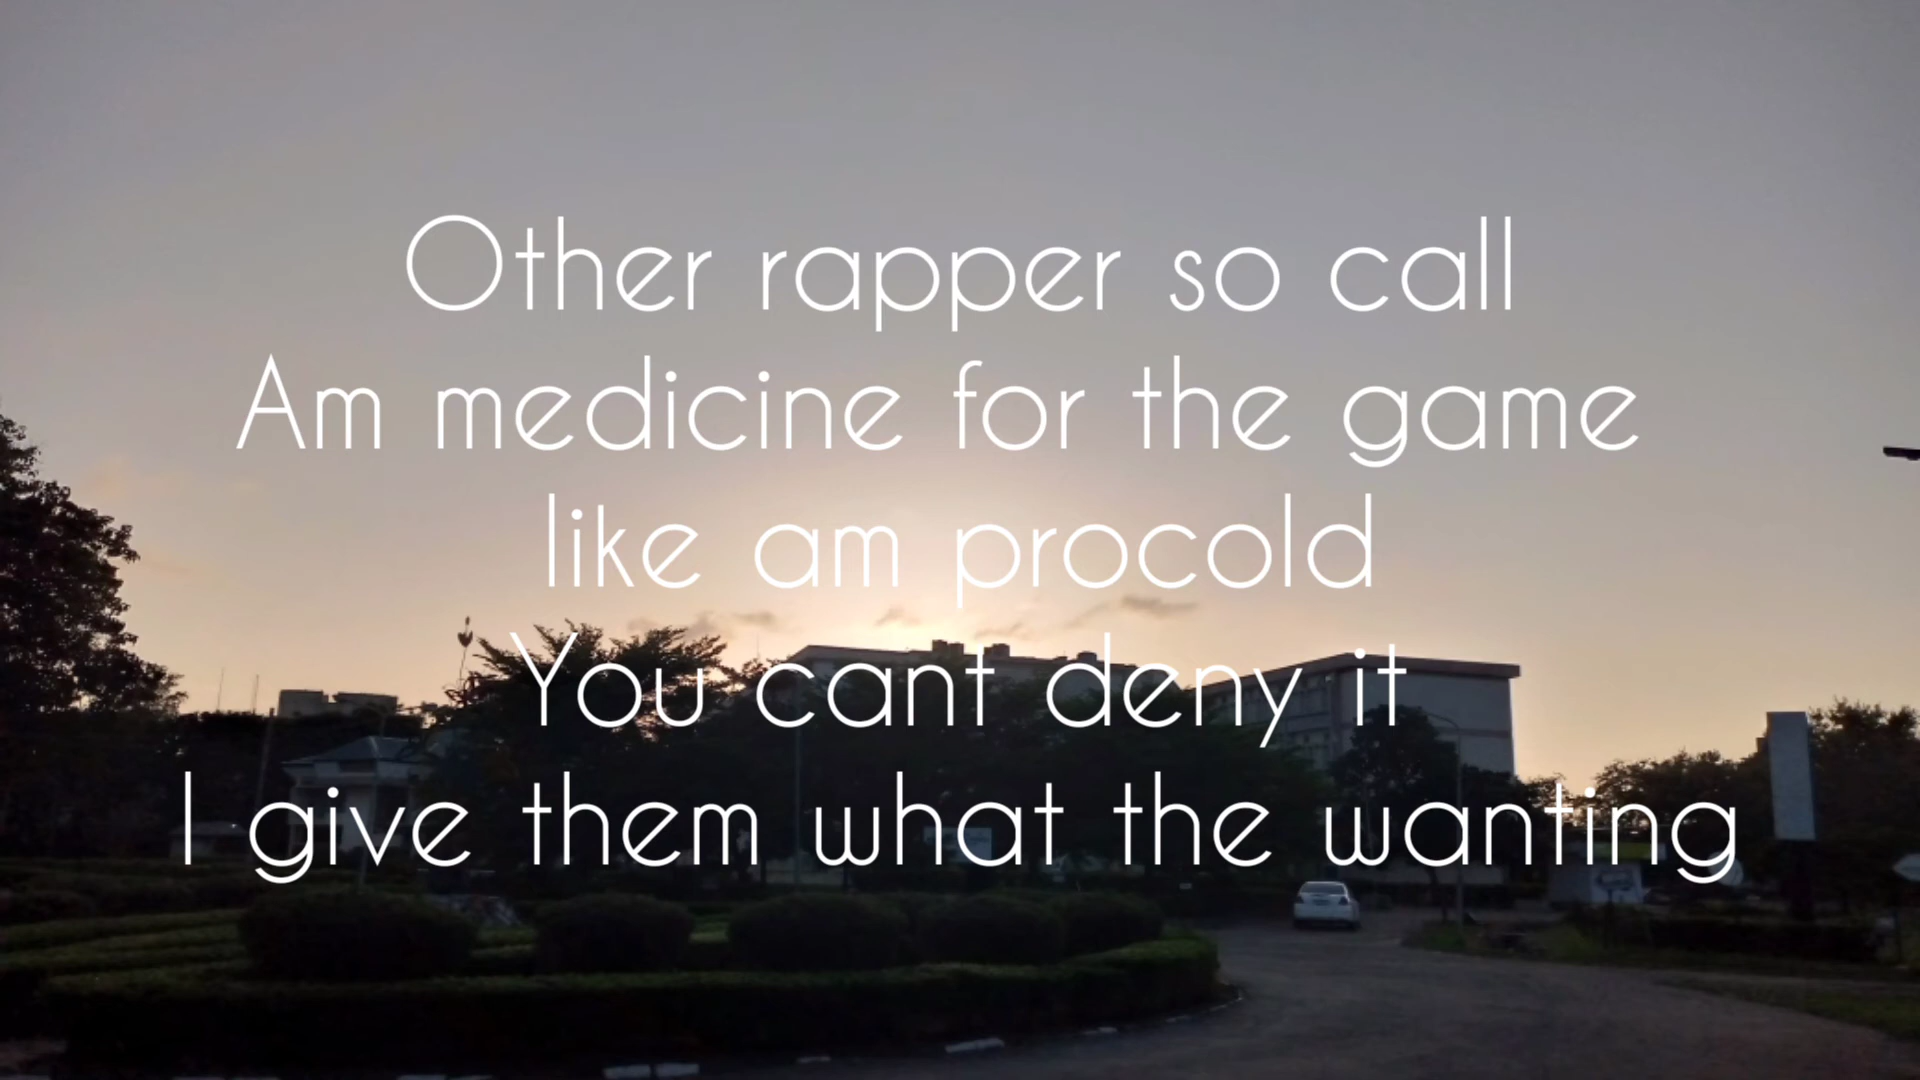 Other rapper so call
Am medicine for the game
like am procold
You cant deny it
I give them what the wanting